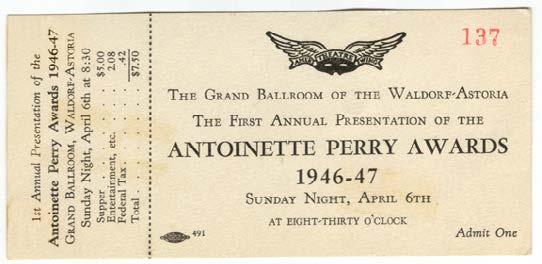 1st Annual Presentation of the
Antoinette Perry Awards 1946-47
Grand Ballroom, Waldorf-Astoria
Sunday Night, April 6th at 8:30
Supper . . . . . . $5.00
Entertainment, etc. . 2.08
Federal Tax . . . . . .42
Total . . . . . . $7.50
137
THEATRE
WING
The Grand Ballroom of the Waldorf-Astoria
The First Annual Presentation of the
ANTOINETTE PERRY AWARDS
1946-47
Sunday Night, April 6th
at eight-thirty o'clock
491
Admit One